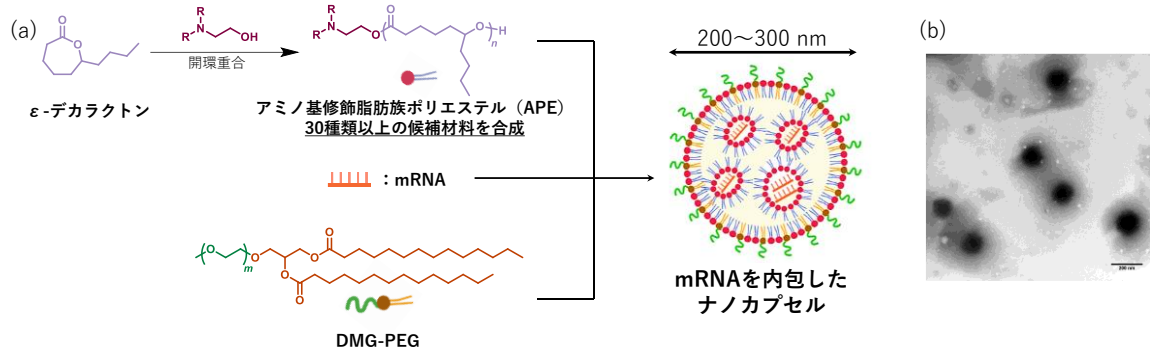 (a)
O
O
R
N
R
OH
開環重合
ε-デカラクトン
R
N
R
O
O
O
H
n
アミノ基修飾脂肪族ポリエステル（APE）
30種類以上の候補材料を合成
：mRNA
O
m
O
O
O
O
O
DMG-PEG
200～300 nm
mRNAを内包した
ナノカプセル
(b)
200 nm